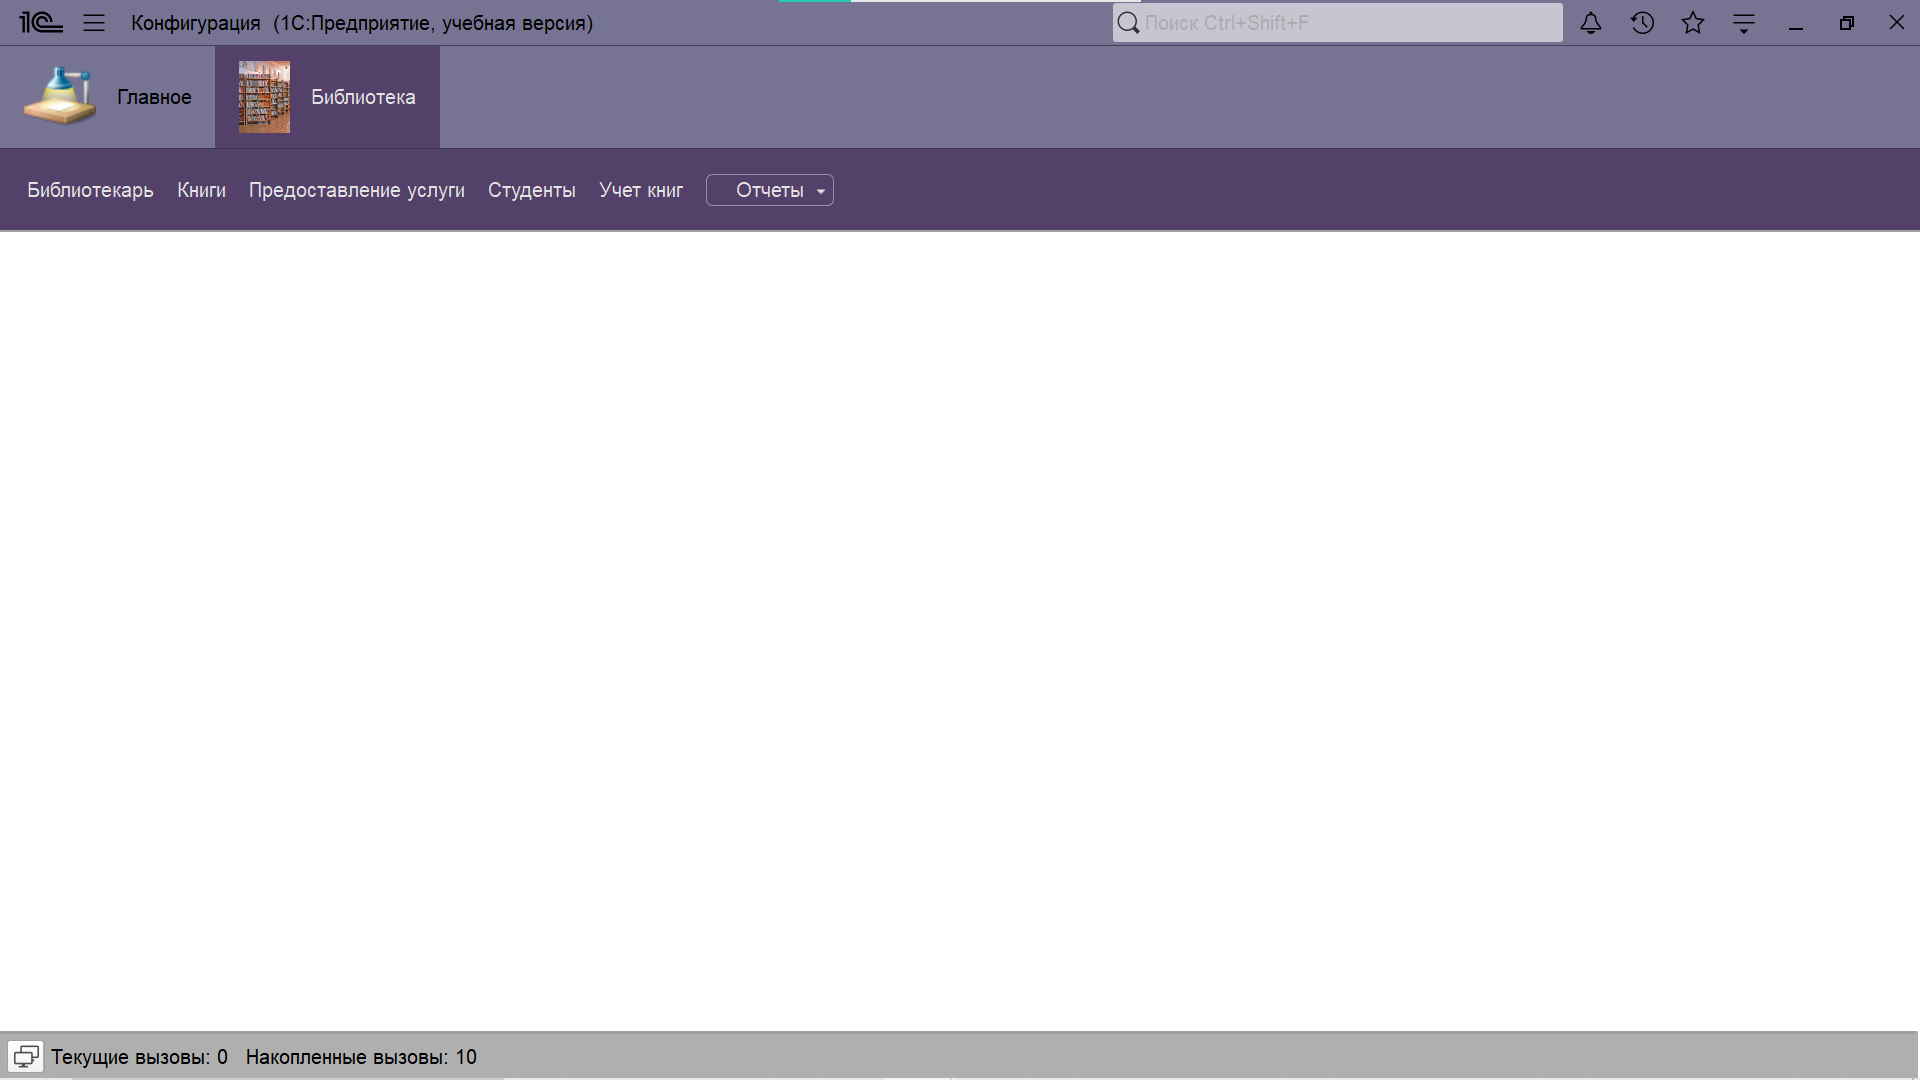 1С Конфигурация (1С:Предприятие, учебная версия) Поиск Ctrl+Shift+F
Главное Библиотека
Библиотекарь Книги Предоставление услуги Студенты Учет книг Отчеты
Текущие вызовы: 0 Накопленные вызовы: 10